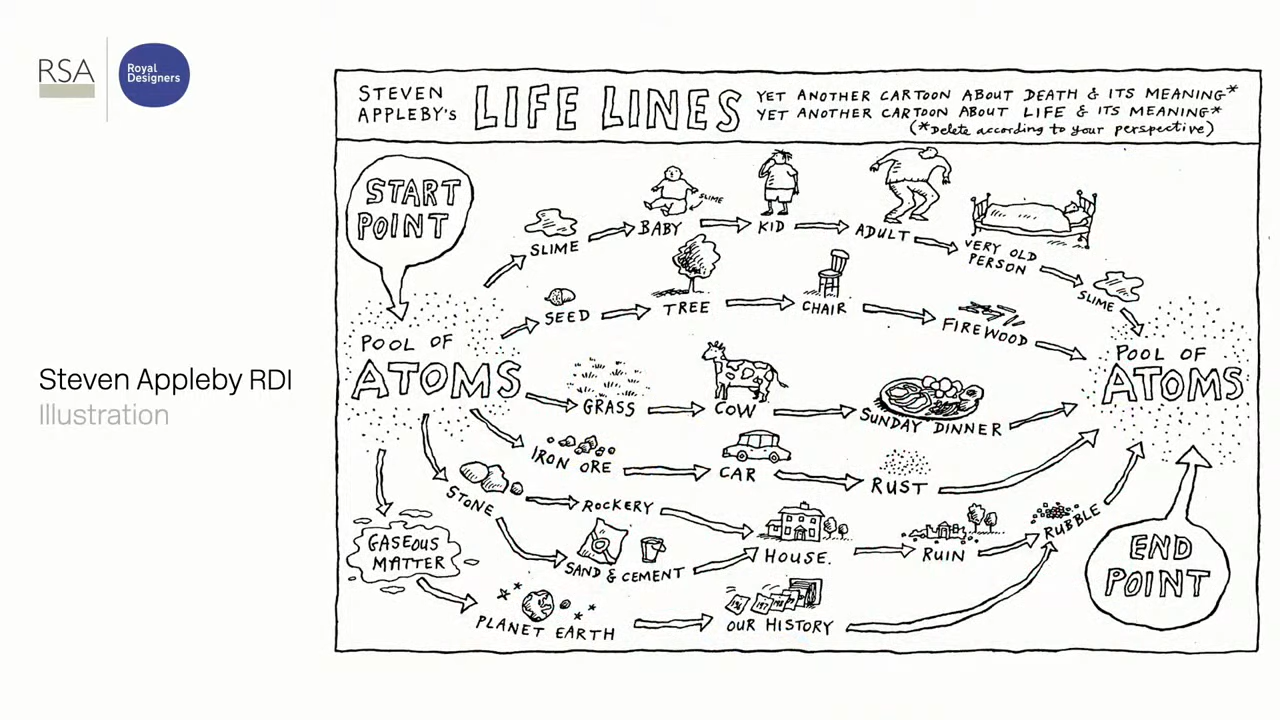 RSA
Royal
Designers
Steven Appleby RDI
Illustration
STEVEN
APPLEBY'S
LIFE LINES
YET ANOTHER CARTOON ABOUT DEATH & ITS MEANING*
YET ANOTHER CARTOON ABOUT LIFE & ITS MEANING*
(*Delete according to your perspective)
START
POINT
POOL OF
ATOMS
SLIME
BABY
SLIME
KID
ADULT
VERY OLD
PERSON
SLIME
SEED
TREE
CHAIR
FIREWOOD
GRASS
COW
SUNDAY DINNER
IRON ORE
CAR
RUST
STONE
ROCKERY
SAND & CEMENT
HOUSE.
RUIN
RUBBLE
GASEOUS
MATTER
PLANET EARTH
OUR HISTORY
POOL OF
ATOMS
END
POINT